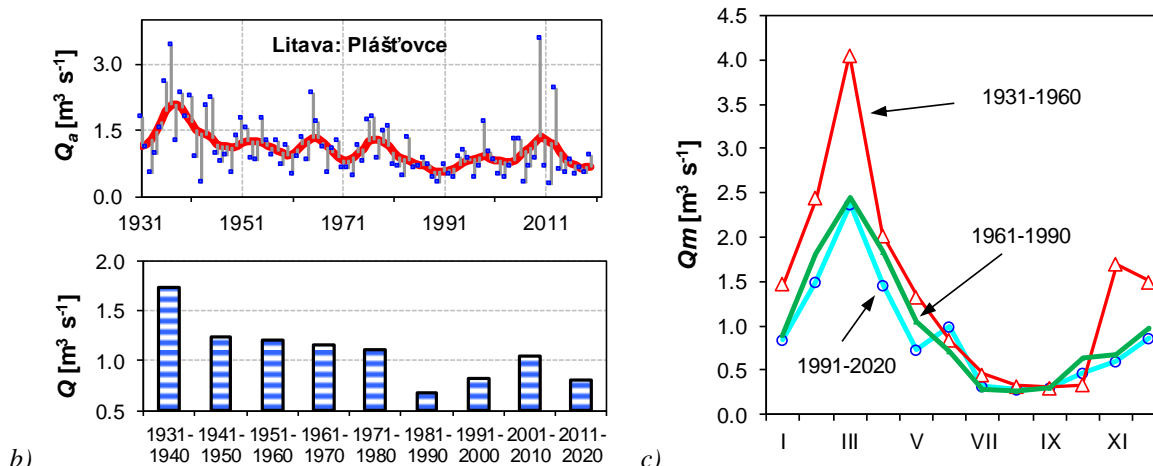 Litava: Plášťovce
Qa [m³ s⁻¹]
3.0
1.5
0.0
1931 1951 1971 1991 2011
Q [m³ s⁻¹]
2.0
1.5
1.0
0.5
1931- 1941- 1951- 1961- 1971- 1981- 1991- 2001- 2011-
1940 1950 1960 1970 1980 1990 2000 2010 2020
b)
Qm [m³ s⁻¹]
4.5
4.0
3.5
3.0
2.5
2.0
1.5
1.0
0.5
0.0
1931-1960
1961-1990
1991-2020
I III V VII IX XI
c)